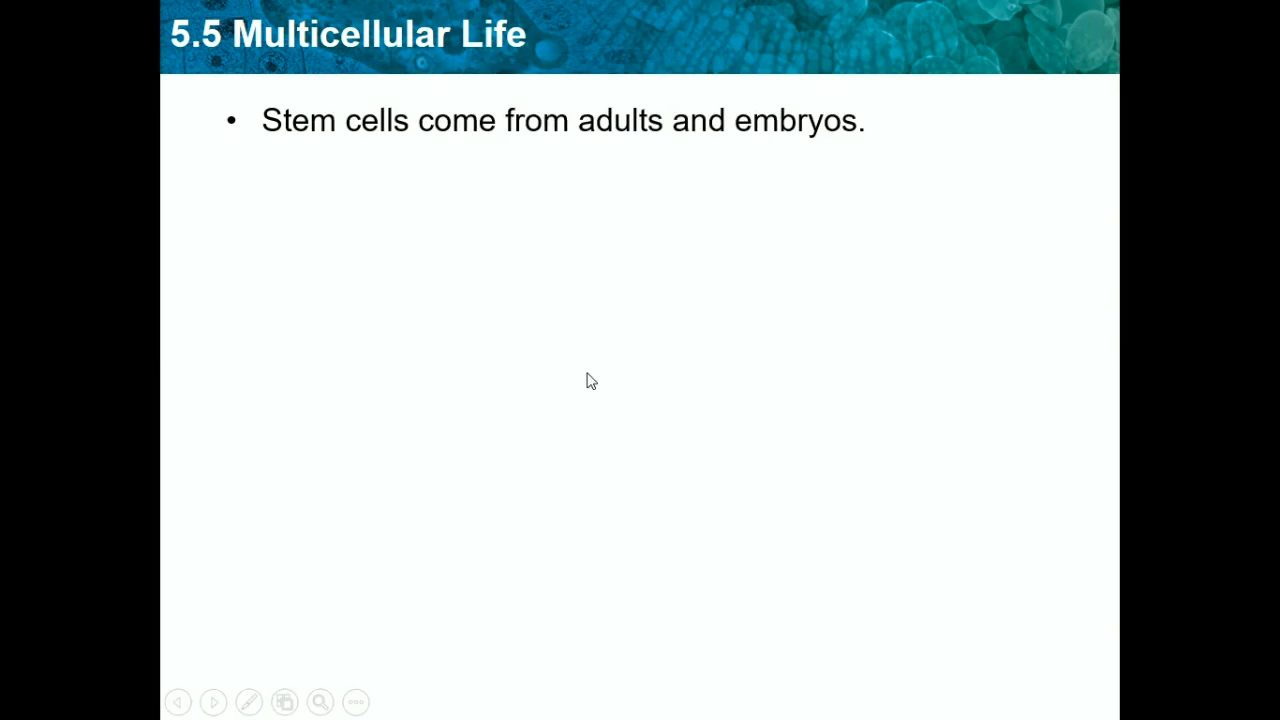 5.5 Multicellular Life
• Stem cells come from adults and embryos.